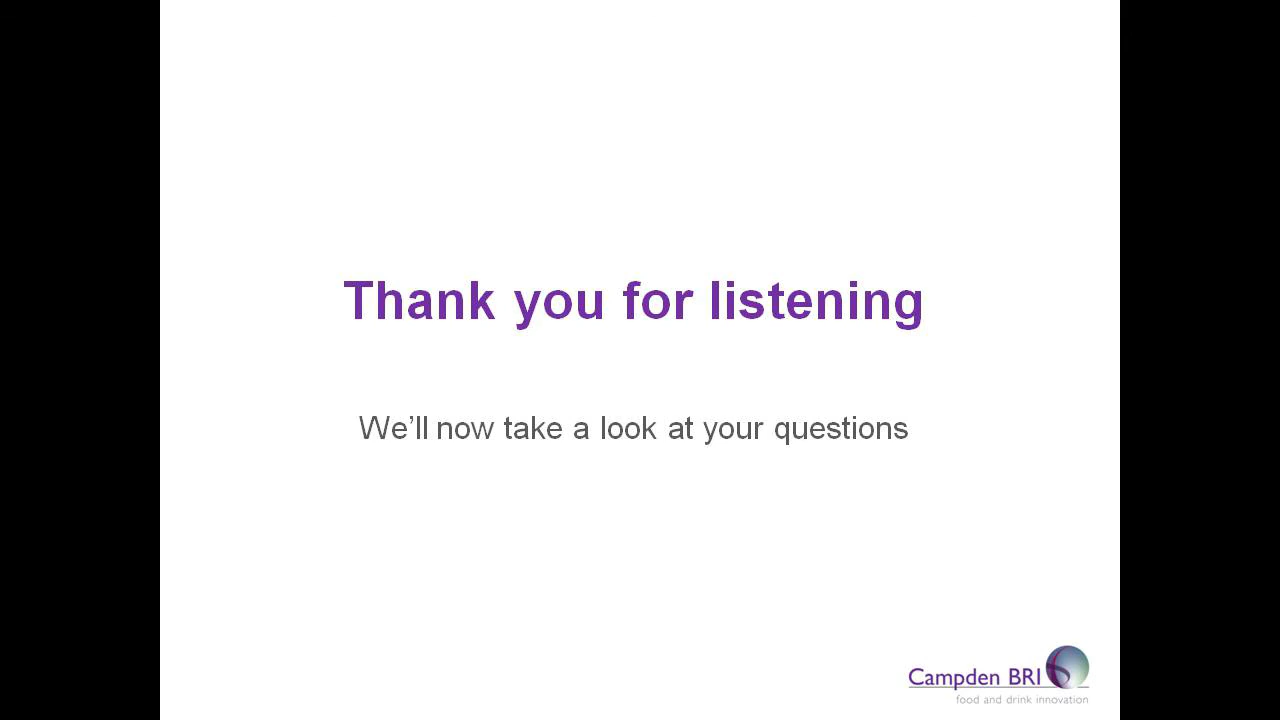 Thank you for listening
We’ll now take a look at your questions
Campden BRI
food and drink innovation